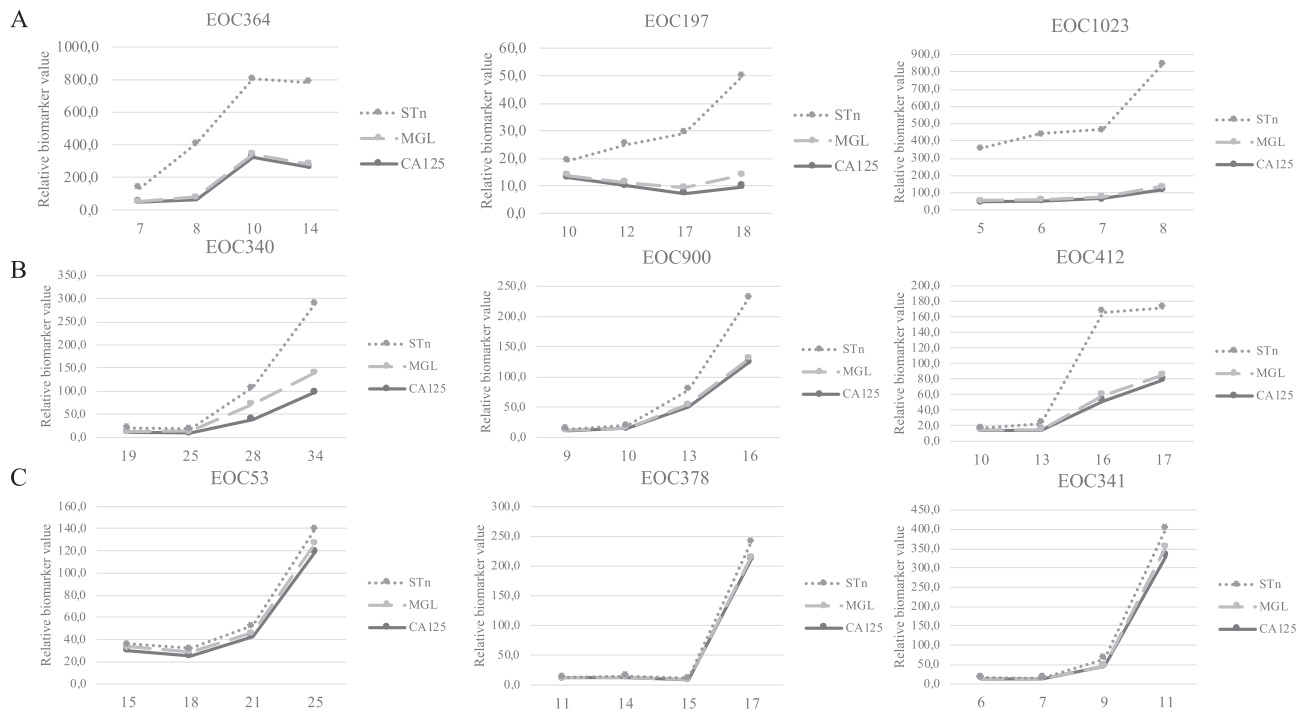 A
EOC364
Relative biomarker value
1000,0
800,0
600,0
400,0
200,0
0,0
7 8 10 14
STn
MGL
CA125
EOC197
Relative biomarker value
60,0
50,0
40,0
30,0
20,0
10,0
0,0
10 12 17 18
STn
MGL
CA125
EOC1023
Relative biomarker value
900,0
800,0
700,0
600,0
500,0
400,0
300,0
200,0
100,0
0,0
5 6 7 8
STn
MGL
CA125
B
EOC340
Relative biomarker value
350,0
300,0
250,0
200,0
150,0
100,0
50,0
0,0
19 25 28 34
STn
MGL
CA125
EOC900
Relative biomarker value
250,0
200,0
150,0
100,0
50,0
0,0
9 10 13 16
STn
MGL
CA125
EOC412
Relative biomarker value
200,0
180,0
160,0
140,0
120,0
100,0
80,0
60,0
40,0
20,0
0,0
10 13 16 17
STn
MGL
CA125
C
EOC53
Relative biomarker value
160,0
140,0
120,0
100,0
80,0
60,0
40,0
20,0
0,0
15 18 21 25
STn
MGL
CA125
EOC378
Relative biomarker value
300,0
250,0
200,0
150,0
100,0
50,0
0,0
11 14 15 17
STn
MGL
CA125
EOC341
Relative biomarker value
450,0
400,0
350,0
300,0
250,0
200,0
150,0
100,0
50,0
0,0
6 7 9 11
STn
MGL
CA125